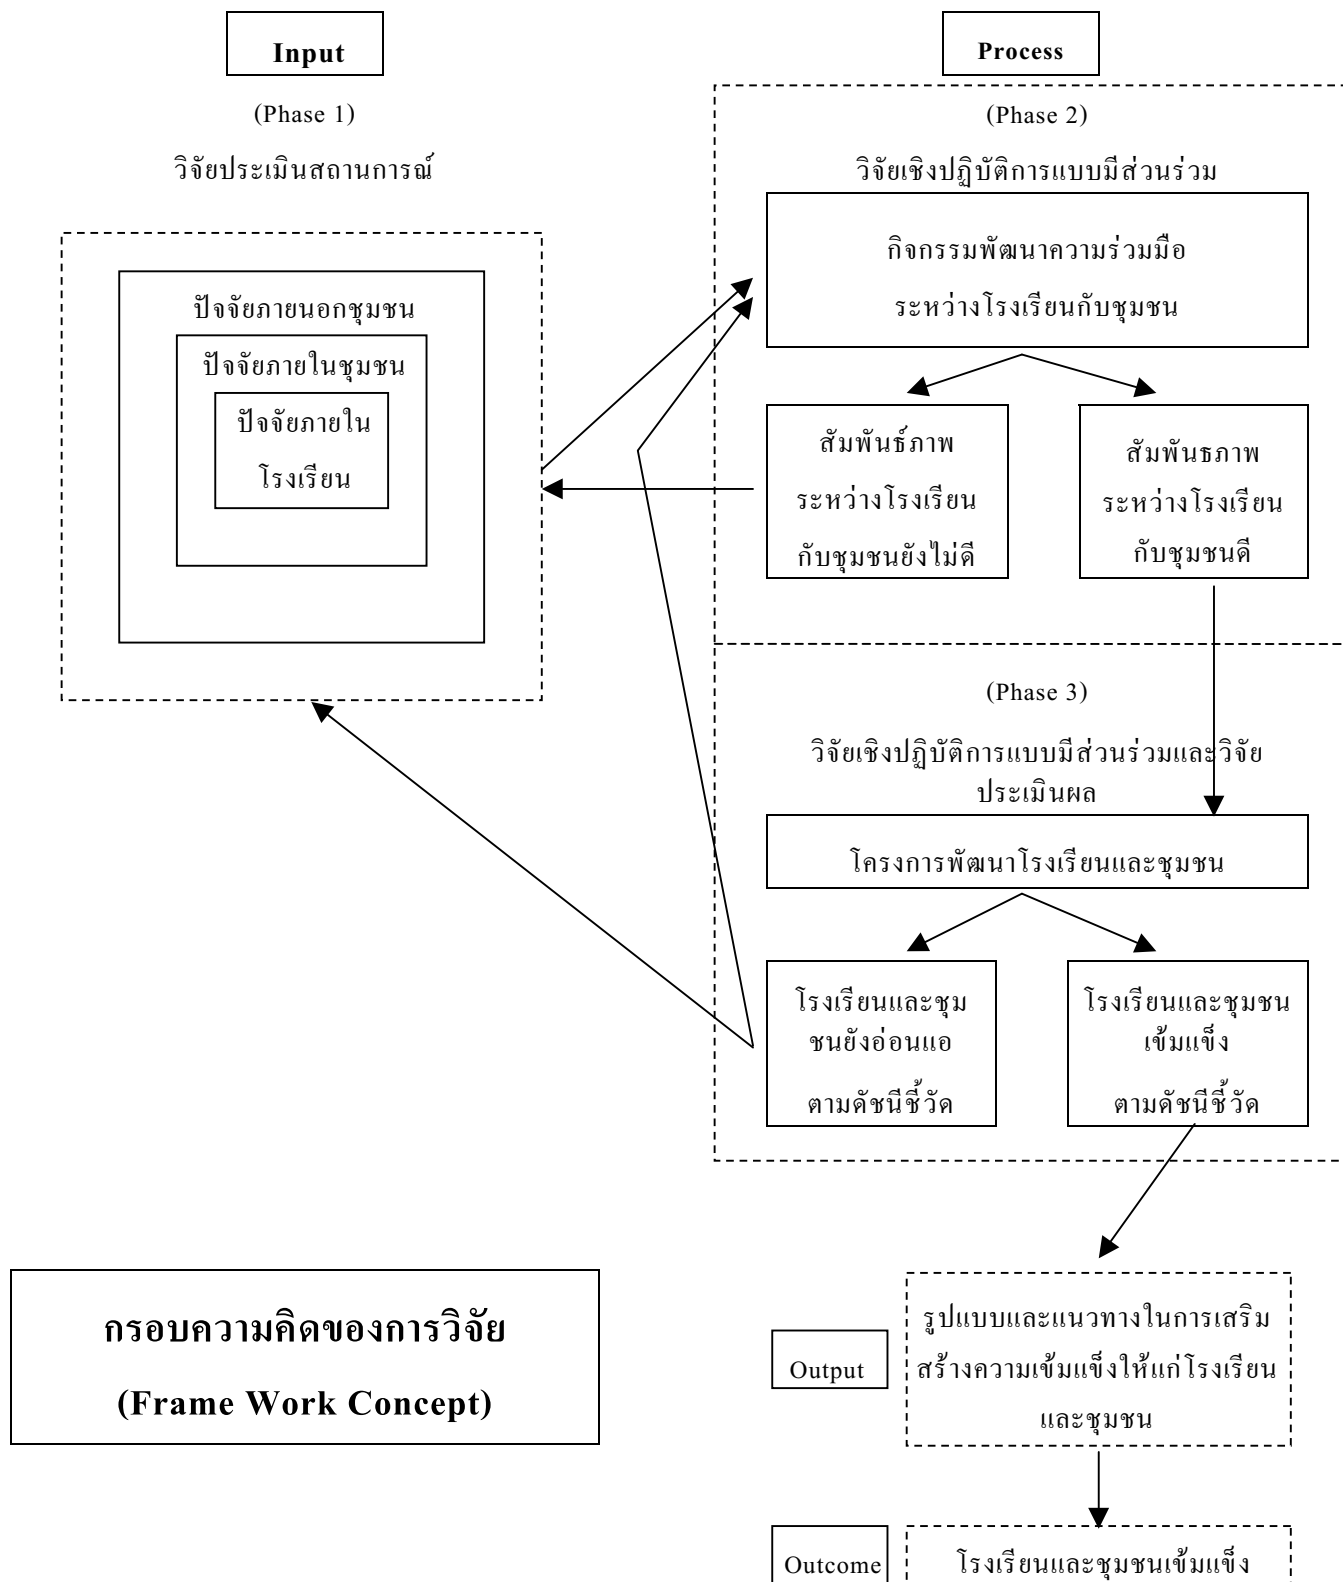 Input
(Phase 1)
วิจัยประเมินสถานการณ์
ปัจจัยภายนอกชุมชน
ปัจจัยภายในชุมชน
ปัจจัยภายใน
โรงเรียน
Process
(Phase 2)
วิจัยเชิงปฏิบัติการแบบมีส่วนร่วม
กิจกรรมพัฒนาความร่วมมือ
ระหว่างโรงเรียนกับชุมชน
สัมพันธ์ภาพ
ระหว่างโรงเรียน
กับชุมชนยังไม่ดี
สัมพันธภาพ
ระหว่างโรงเรียน
กับชุมชนดี
(Phase 3)
วิจัยเชิงปฏิบัติการแบบมีส่วนร่วมและวิจัย
ประเมินผล
โครงการพัฒนาโรงเรียนและชุมชน
โรงเรียนและชุม
ชนยังอ่อนแอ
ตามดัชนีชี้วัด
โรงเรียนและชุมชน
เข้มแข็ง
ตามดัชนีชี้วัด
กรอบความคิดของการวิจัย
(Frame Work Concept)
Output
รูปแบบและแนวทางในการเสริม
สร้างความเข้มแข็งให้แก่โรงเรียน
และชุมชน
Outcome
โรงเรียนและชุมชนเข้มแข็ง